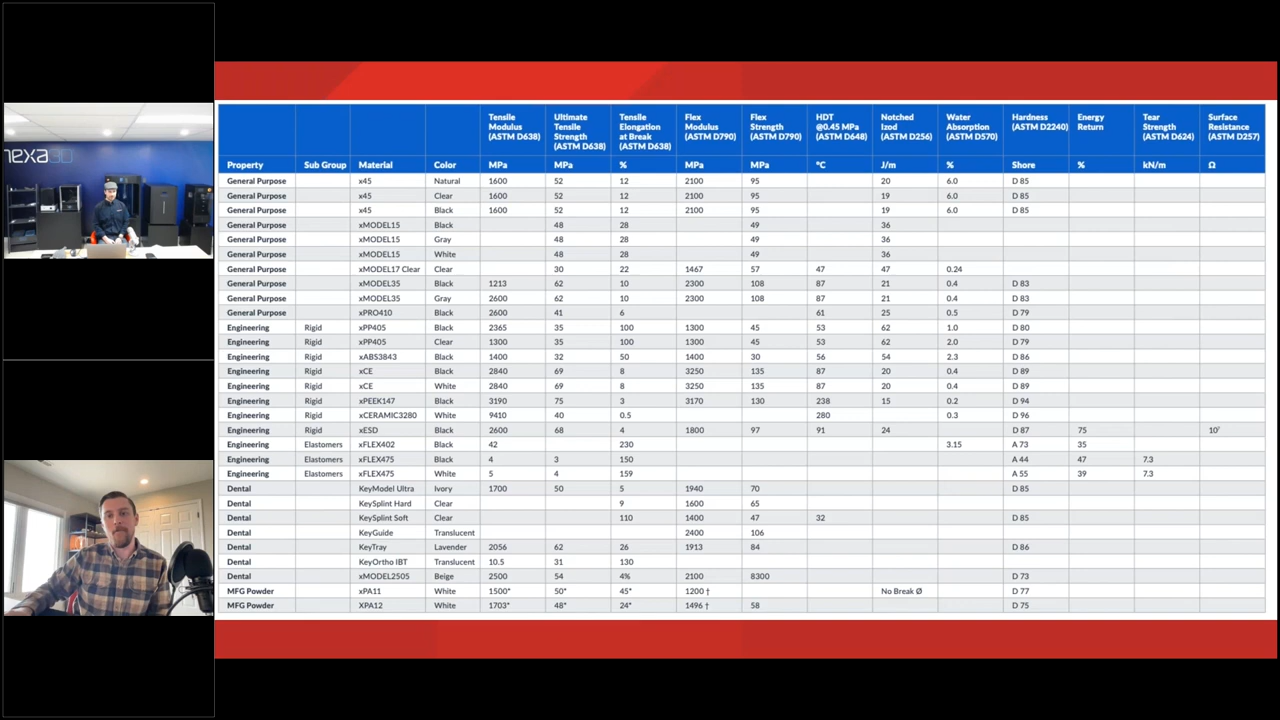 nexa3D
Tensile Modulus (ASTM D638) Ultimate Tensile Strength (ASTM D638) Tensile Elongation at Break (ASTM D638) Flex Modulus (ASTM D790) Flex Strength (ASTM D790) HDT @0.45 MPa (ASTM D648) Notched Izod (ASTM D256) Water Absorption (ASTM D570) Hardness (ASTM D2240) Energy Return Tear Strength (ASTM D624) Surface Resistance (ASTM D257)
Property Sub Group Material Color MPa MPa % MPa MPa °C J/m % Shore % kN/m Ω
General Purpose x45 Natural 1600 52 12 2100 95 20 6.0 D 85
General Purpose x45 Clear 1600 52 12 2100 95 19 6.0 D 85
General Purpose x45 Black 1600 52 12 2100 95 19 6.0 D 85
General Purpose xMODEL15 Black 48 28 49 36
General Purpose xMODEL15 Gray 48 28 49 36
General Purpose xMODEL15 White 48 28 49 36
General Purpose xMODEL17 Clear Clear 30 22 1467 57 47 47 0.24
General Purpose xMODEL35 Black 1213 62 10 2300 108 87 21 0.4 D 83
General Purpose xMODEL35 Gray 2600 62 10 2300 108 87 21 0.4 D 83
General Purpose xPRO410 Black 2600 41 6 61 25 0.5 D 79
Engineering Rigid xPP405 Black 2365 35 100 1300 45 53 62 1.0 D 80
Engineering Rigid xPP405 Clear 1300 35 100 1300 45 53 62 2.0 D 79
Engineering Rigid xABS3843 Black 1400 32 50 1400 30 56 54 2.3 D 86
Engineering Rigid xCE Black 2840 69 8 3250 135 87 20 0.4 D 89
Engineering Rigid xCE White 2840 69 8 3250 135 87 20 0.4 D 89
Engineering Rigid xPEEK147 Black 3190 75 3 3170 130 238 15 0.2 D 94
Engineering Rigid xCERAMIC3280 White 9410 40 0.5 280 0.3 D 96
Engineering Rigid xESD Black 2600 68 4 1800 97 91 24 D 87 75 10⁷
Engineering Elastomers xFLEX402 Black 42 230 3.15 A 73 35
Engineering Elastomers xFLEX475 Black 4 3 150 A 44 47 7.3
Engineering Elastomers xFLEX475 White 5 4 159 A 55 39 7.3
Dental KeyModel Ultra Ivory 1700 50 5 1940 70 D 85
Dental KeySplint Hard Clear 9 1600 65
Dental KeySplint Soft Clear 110 1400 47 32 D 85
Dental KeyGuide Translucent 2400 106
Dental KeyTray Lavender 2056 62 26 1913 84 D 86
Dental KeyOrtho IBT Translucent 10.5 31 130
Dental xMODEL2505 Beige 2500 54 4% 2100 8300 D 73
MFG Powder xPA11 White 1500* 50* 45* 1200 † No Break Ø D 77
MFG Powder XPA12 White 1703* 48* 24* 1496 † 58 D 75